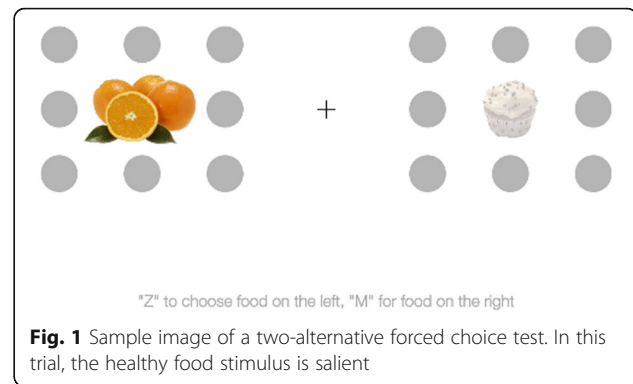 +
"Z" to choose food on the left, "M" for food on the right
Fig. 1 Sample image of a two-alternative forced choice test. In this
trial, the healthy food stimulus is salient